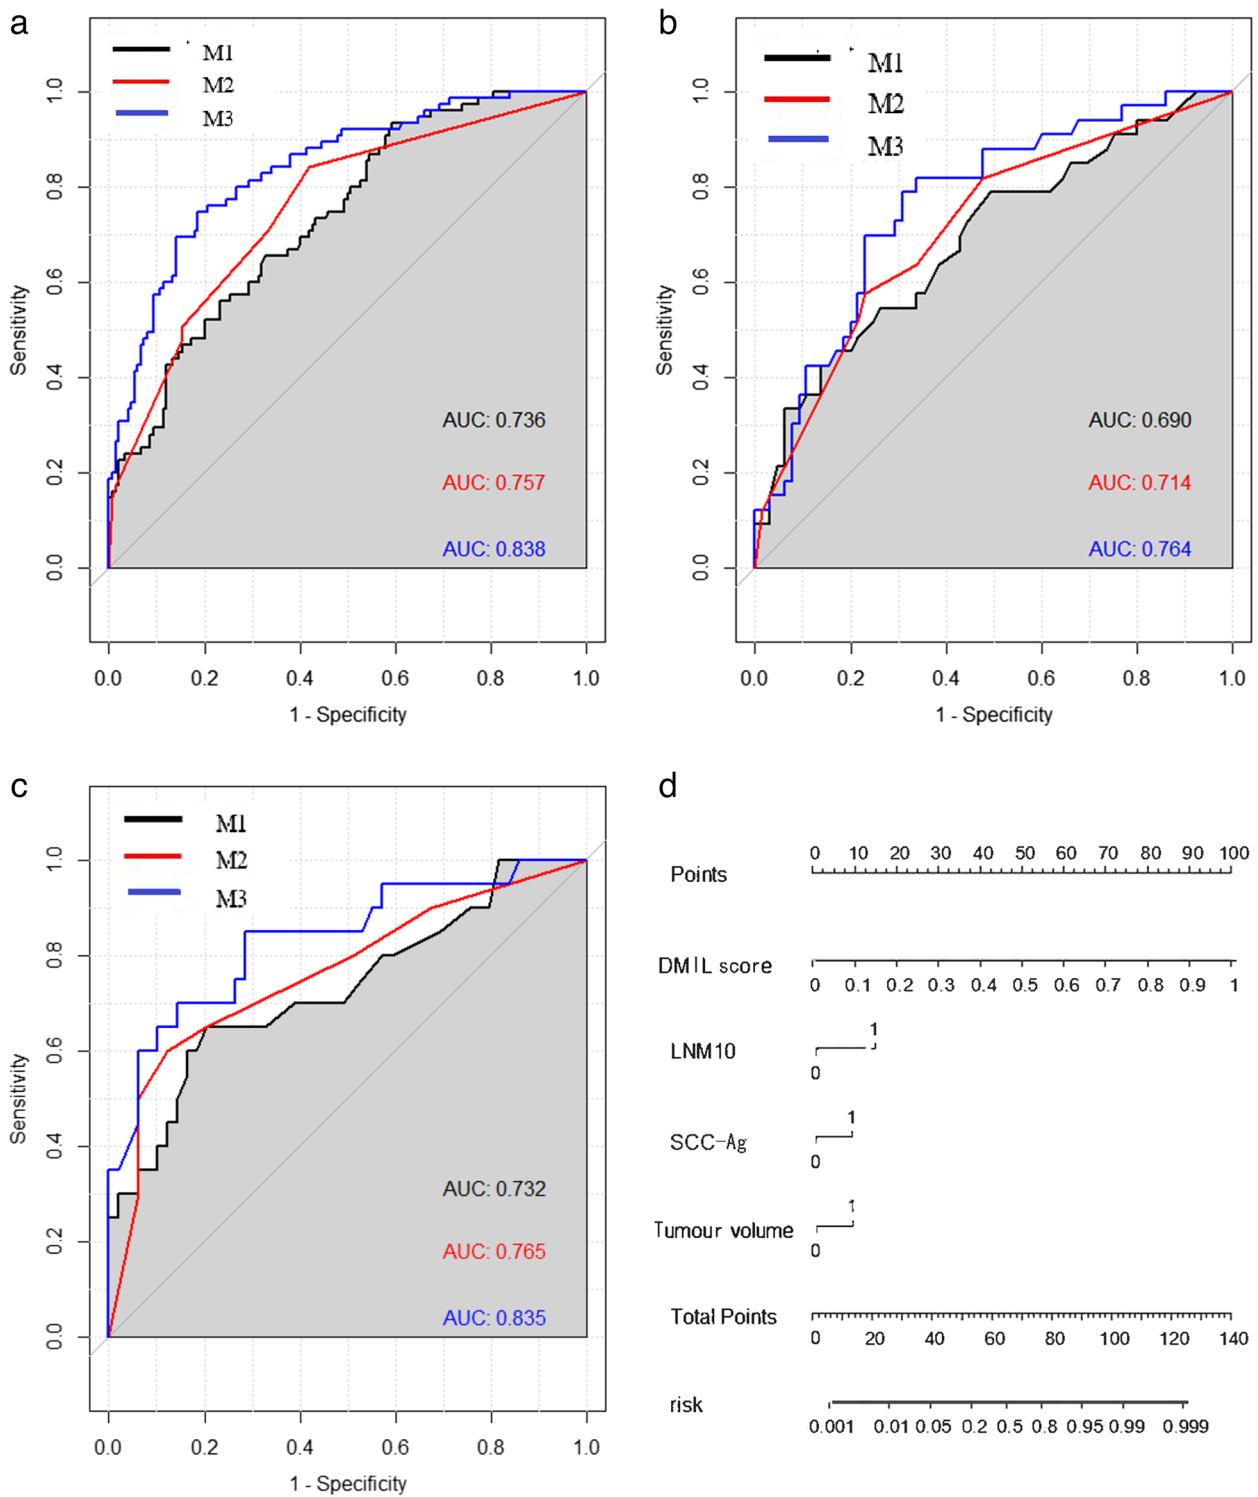 a
M1
M2
M3
Sensitivity
1.0
0.8
0.6
0.4
0.2
0.0
AUC: 0.736
AUC: 0.757
AUC: 0.838
0.0 0.2 0.4 0.6 0.8 1.0
1 - Specificity
b
M1
M2
M3
Sensitivity
1.0
0.8
0.6
0.4
0.2
0.0
AUC: 0.690
AUC: 0.714
AUC: 0.764
0.0 0.2 0.4 0.6 0.8 1.0
1 - Specificity
c
M1
M2
M3
Sensitivity
1.0
0.8
0.6
0.4
0.2
0.0
AUC: 0.732
AUC: 0.765
AUC: 0.835
0.0 0.2 0.4 0.6 0.8 1.0
1 - Specificity
d
0 10 20 30 40 50 60 70 80 90 100
Points
DMIL score
0 0.1 0.2 0.3 0.4 0.5 0.6 0.7 0.8 0.9 1
1
LNM10
0
1
SCC-Ag
0
1
Tumour volume
0
Total Points
0 20 40 60 80 100 120 140
risk
0.001 0.01 0.05 0.2 0.5 0.8 0.95 0.99 0.999